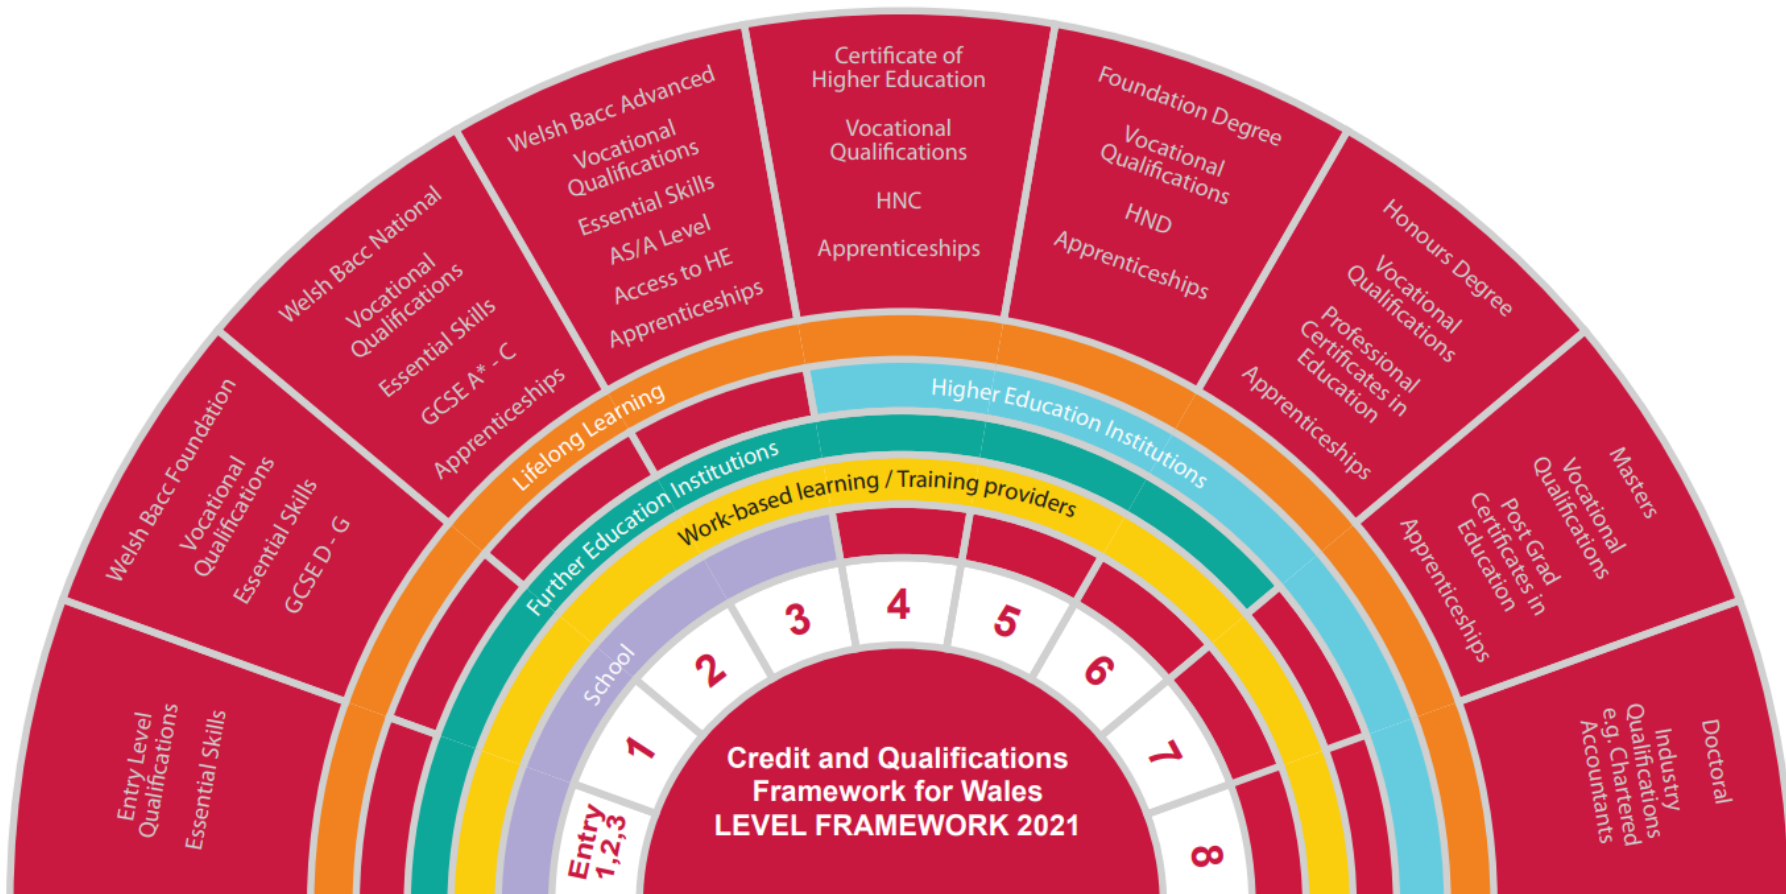 Entry Level
Qualifications
Essential Skills
Welsh Bacc Foundation
Vocational
Qualifications
Essential Skills
GCSE D - G
Welsh Bacc National
Vocational
Qualifications
Essential Skills
GCSE A* - C
Apprenticeships
Welsh Bacc Advanced
Vocational
Qualifications
Essential Skills
AS/A Level
Access to HE
Apprenticeships
Certificate of
Higher Education
Vocational
Qualifications
HNC
Apprenticeships
Foundation Degree
Vocational
Qualifications
HND
Apprenticeships
Honours Degree
Vocational
Qualifications
Professional
Certificates in
Education
Apprenticeships
Masters
Vocational
Qualifications
Post Grad
Certificates in
Education
Apprenticeships
Doctoral
Industry
Qualifications
e.g. Chartered
Accountants
Lifelong Learning
Higher Education Institutions
Further Education Institutions
Work-based learning / Training providers
School
Entry
1,2,3
1
2
3
4
5
6
7
8
Credit and Qualifications
Framework for Wales
LEVEL FRAMEWORK 2021